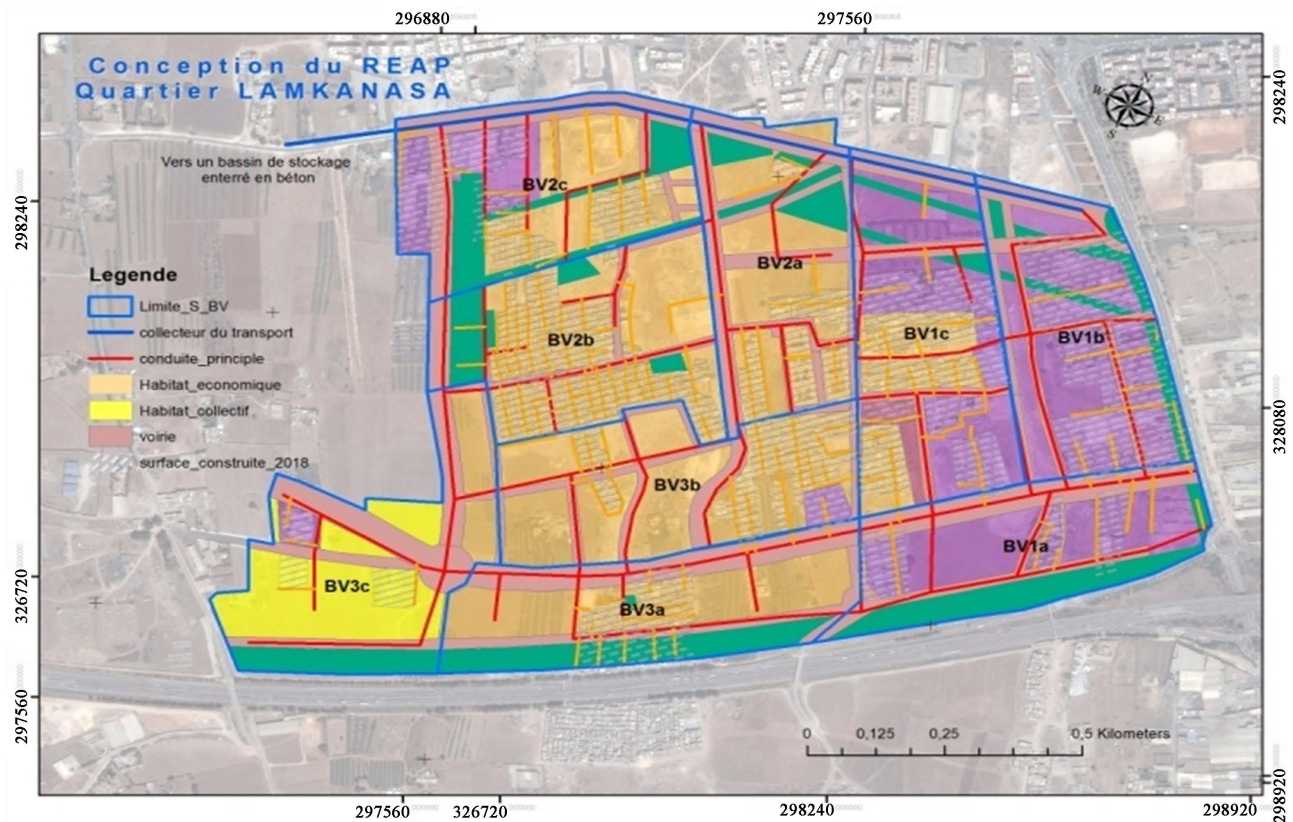 296880
297560
Conception du REAP
Quartier LAMKANASA
N
W
E
S
298240
Vers un bassin de stockage
enterré en béton
BV2c
298240
BV2a
Legende
Limite_S_BV
collecteur du transport
conduite_principle
Habitat_economique
Habitat_collectif
voirie
surface_construite_2018
BV2b
BV1c
BV1b
328080
BV3b
BV1a
BV3c
BV3a
326720
297560
0
0,125
0,25
0,5 Kilometers
298920
297560
326720
298240
298920